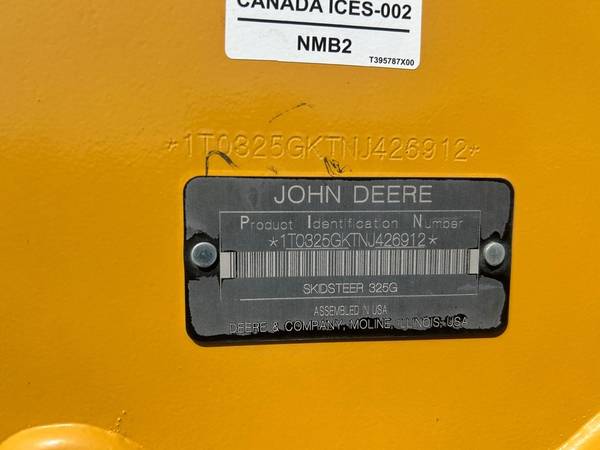 CANADA ICES-002
NMB2
T395787X00
*1T0325GKTNJ426912*
JOHN DEERE
Product Identification Number
*1T0325GKTNJ426912*
SKIDSTEER 325G
ASSEMBLED IN USA
DEERE & COMPANY, MOLINE, ILLINOIS, USA